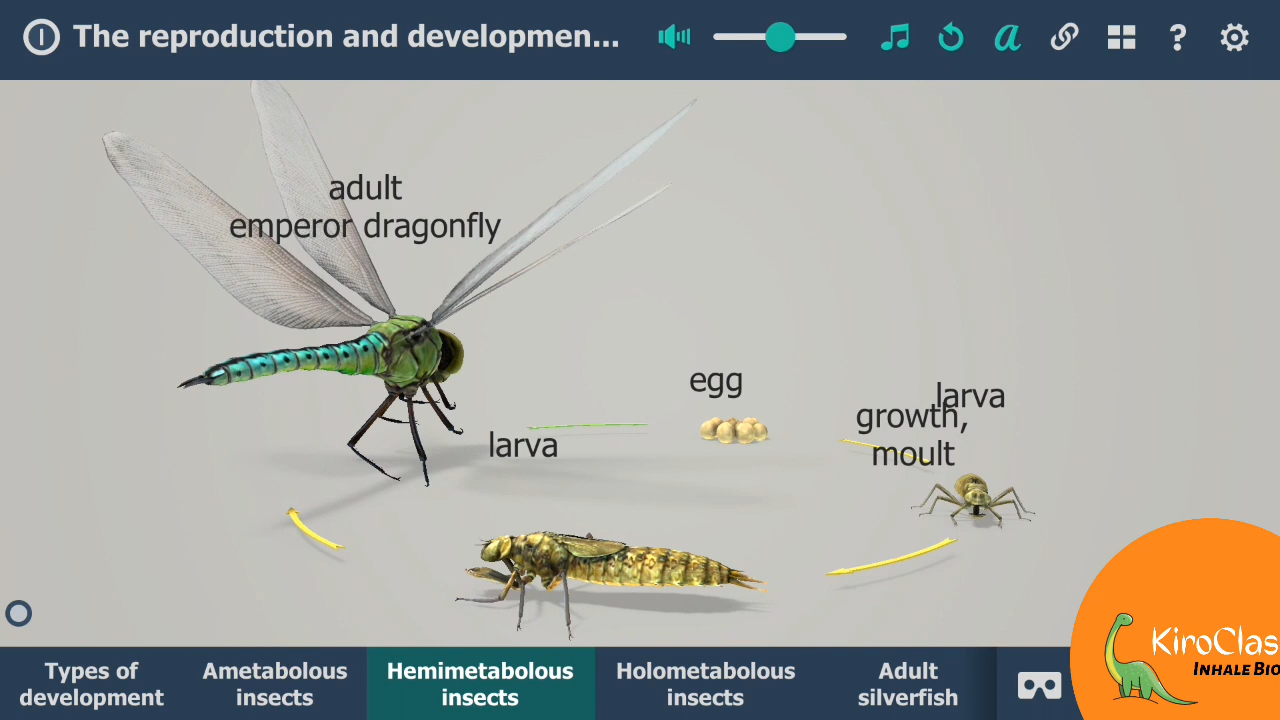 The reproduction and developmen...
adult
emperor dragonfly
egg
larva
growth,
moult
larva
Types of
development
Ametabolous
insects
Hemimetabolous
insects
Holometabolous
insects
Adult
silverfish
KiroClas
INHALE BIO